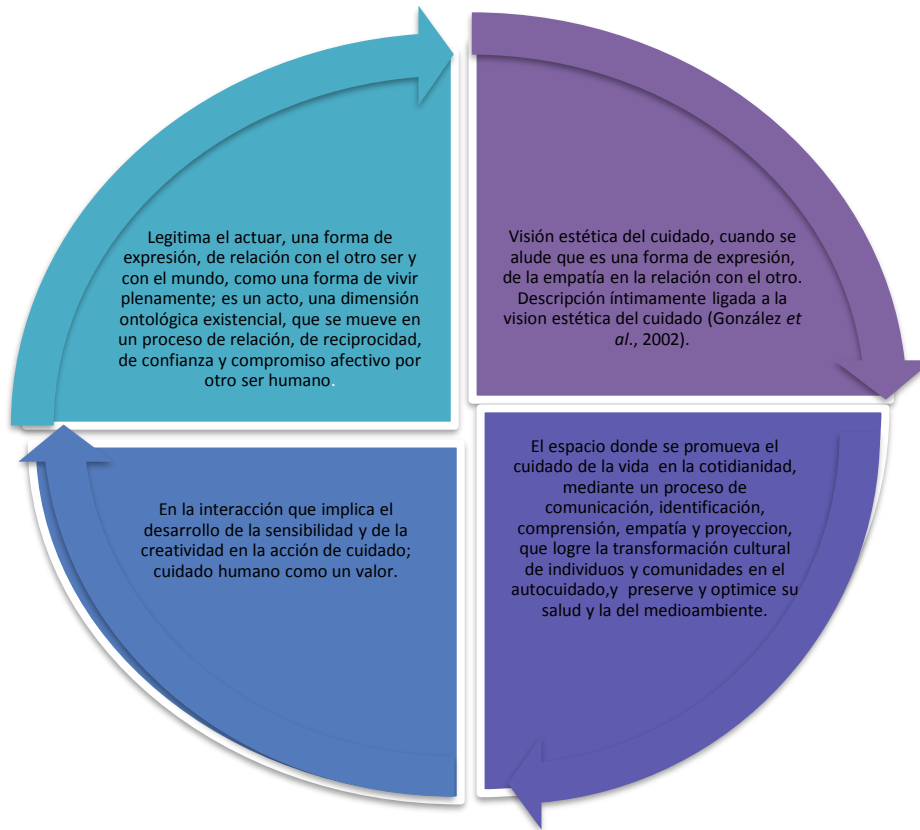 Legitima el actuar, una forma de
expresión, de relación con el otro ser y
con el mundo, como una forma de vivir
plenamente; es un acto, una dimensión
ontológica existencial, que se mueve en
un proceso de relación, de reciprocidad,
de confianza y compromiso afectivo por
otro ser humano.
Visión estética del cuidado, cuando se
alude que es una forma de expresión,
de la empatía en la relación con el otro.
Descripción íntimamente ligada a la
vision estética del cuidado (González et
al., 2002).
En la interacción que implica el
desarrollo de la sensibilidad y de la
creatividad en la acción de cuidado;
cuidado humano como un valor.
El espacio donde se promueva el
cuidado de la vida en la cotidianidad,
mediante un proceso de
comunicación, identificación,
comprensión, empatía y proyeccion,
que logre la transformación cultural
de individuos y comunidades en el
autocuidado,y preserve y optimice su
salud y la del medioambiente.